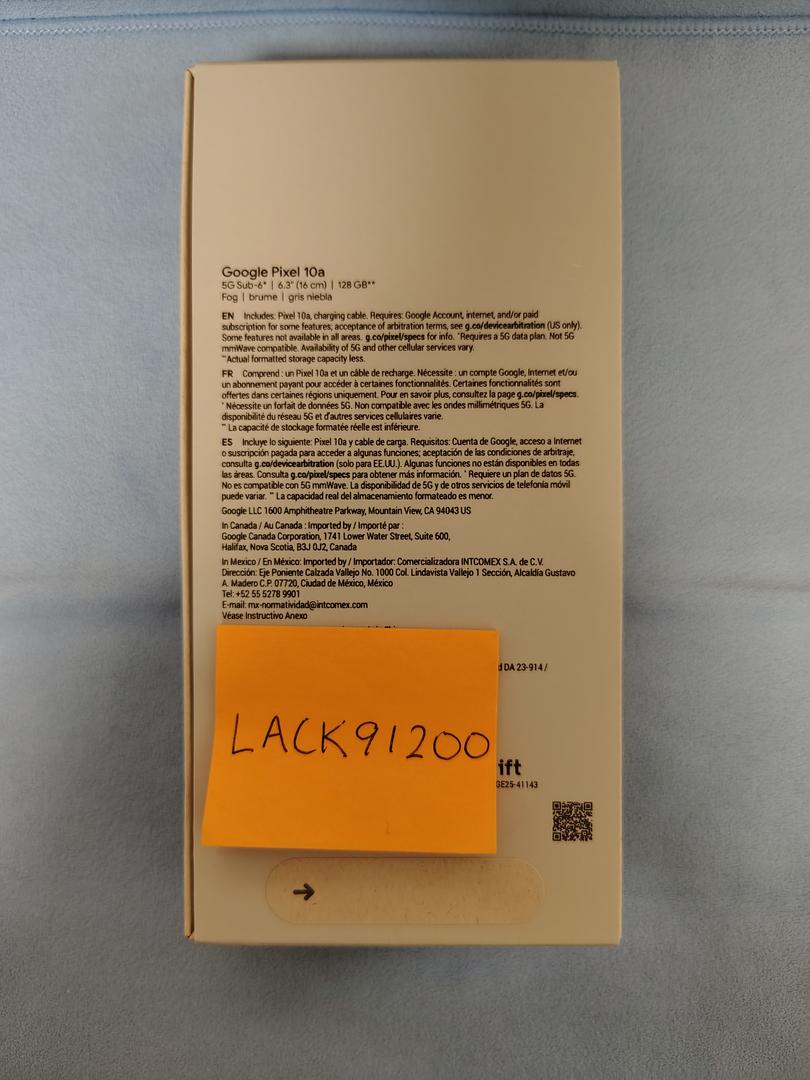 Google Pixel 10a
5G Sub-6* | 6.3" (16 cm) | 128 GB**
Fog | brume | gris niebla
EN Includes: Pixel 10a, charging cable. Requires: Google Account, internet, and/or paid
subscription for some features; acceptance of arbitration terms, see g.co/devicearbitration (US only).
Some features not available in all areas. g.co/pixel/specs for info. *Requires a 5G data plan. Not 5G
mmWave compatible. Availability of 5G and other cellular services vary.
**Actual formatted storage capacity less.
FR Comprend : un Pixel 10a et un câble de recharge. Nécessite : un compte Google, Internet et/ou
un abonnement payant pour accéder à certaines fonctionnalités. Certaines fonctionnalités sont
offertes dans certaines régions uniquement. Pour en savoir plus, consultez la page g.co/pixel/specs.
* Nécessite un forfait de données 5G. Non compatible avec les ondes millimétriques 5G. La
disponibilité du réseau 5G et d'autres services cellulaires varie.
** La capacité de stockage formatée réelle est inférieure.
ES Incluye lo siguiente: Pixel 10a y cable de carga. Requisitos: Cuenta de Google, acceso a Internet
o suscripción pagada para acceder a algunas funciones; aceptación de las condiciones de arbitraje,
consulta g.co/devicearbitration (solo para EE.UU.). Algunas funciones no están disponibles en todas
las áreas. Consulta g.co/pixel/specs para obtener más información. * Requiere un plan de datos 5G.
No es compatible con 5G mmWave. La disponibilidad de 5G y de otros servicios de telefonía móvil
puede variar. ** La capacidad real del almacenamiento formateado es menor.
Google LLC 1600 Amphitheatre Parkway, Mountain View, CA 94043 US
In Canada / Au Canada : Imported by / Importé par :
Google Canada Corporation, 1741 Lower Water Street, Suite 600,
Halifax, Nova Scotia, B3J 0J2, Canada
In Mexico / En México: Imported by / Importador: Comercializadora INTCOMEX S.A. de C.V.
Dirección: Eje Poniente Calzada Vallejo No. 1000 Col. Lindavista Vallejo 1 Sección, Alcaldía Gustavo
A. Madero C.P. 07720, Ciudad de México, México
Tel: +52 55 5278 9901
E-mail: mx-normatividad@intcomex.com
Véase Instructivo Anexo
DA 23-914 /
LACK91200
ift
GE25-41143